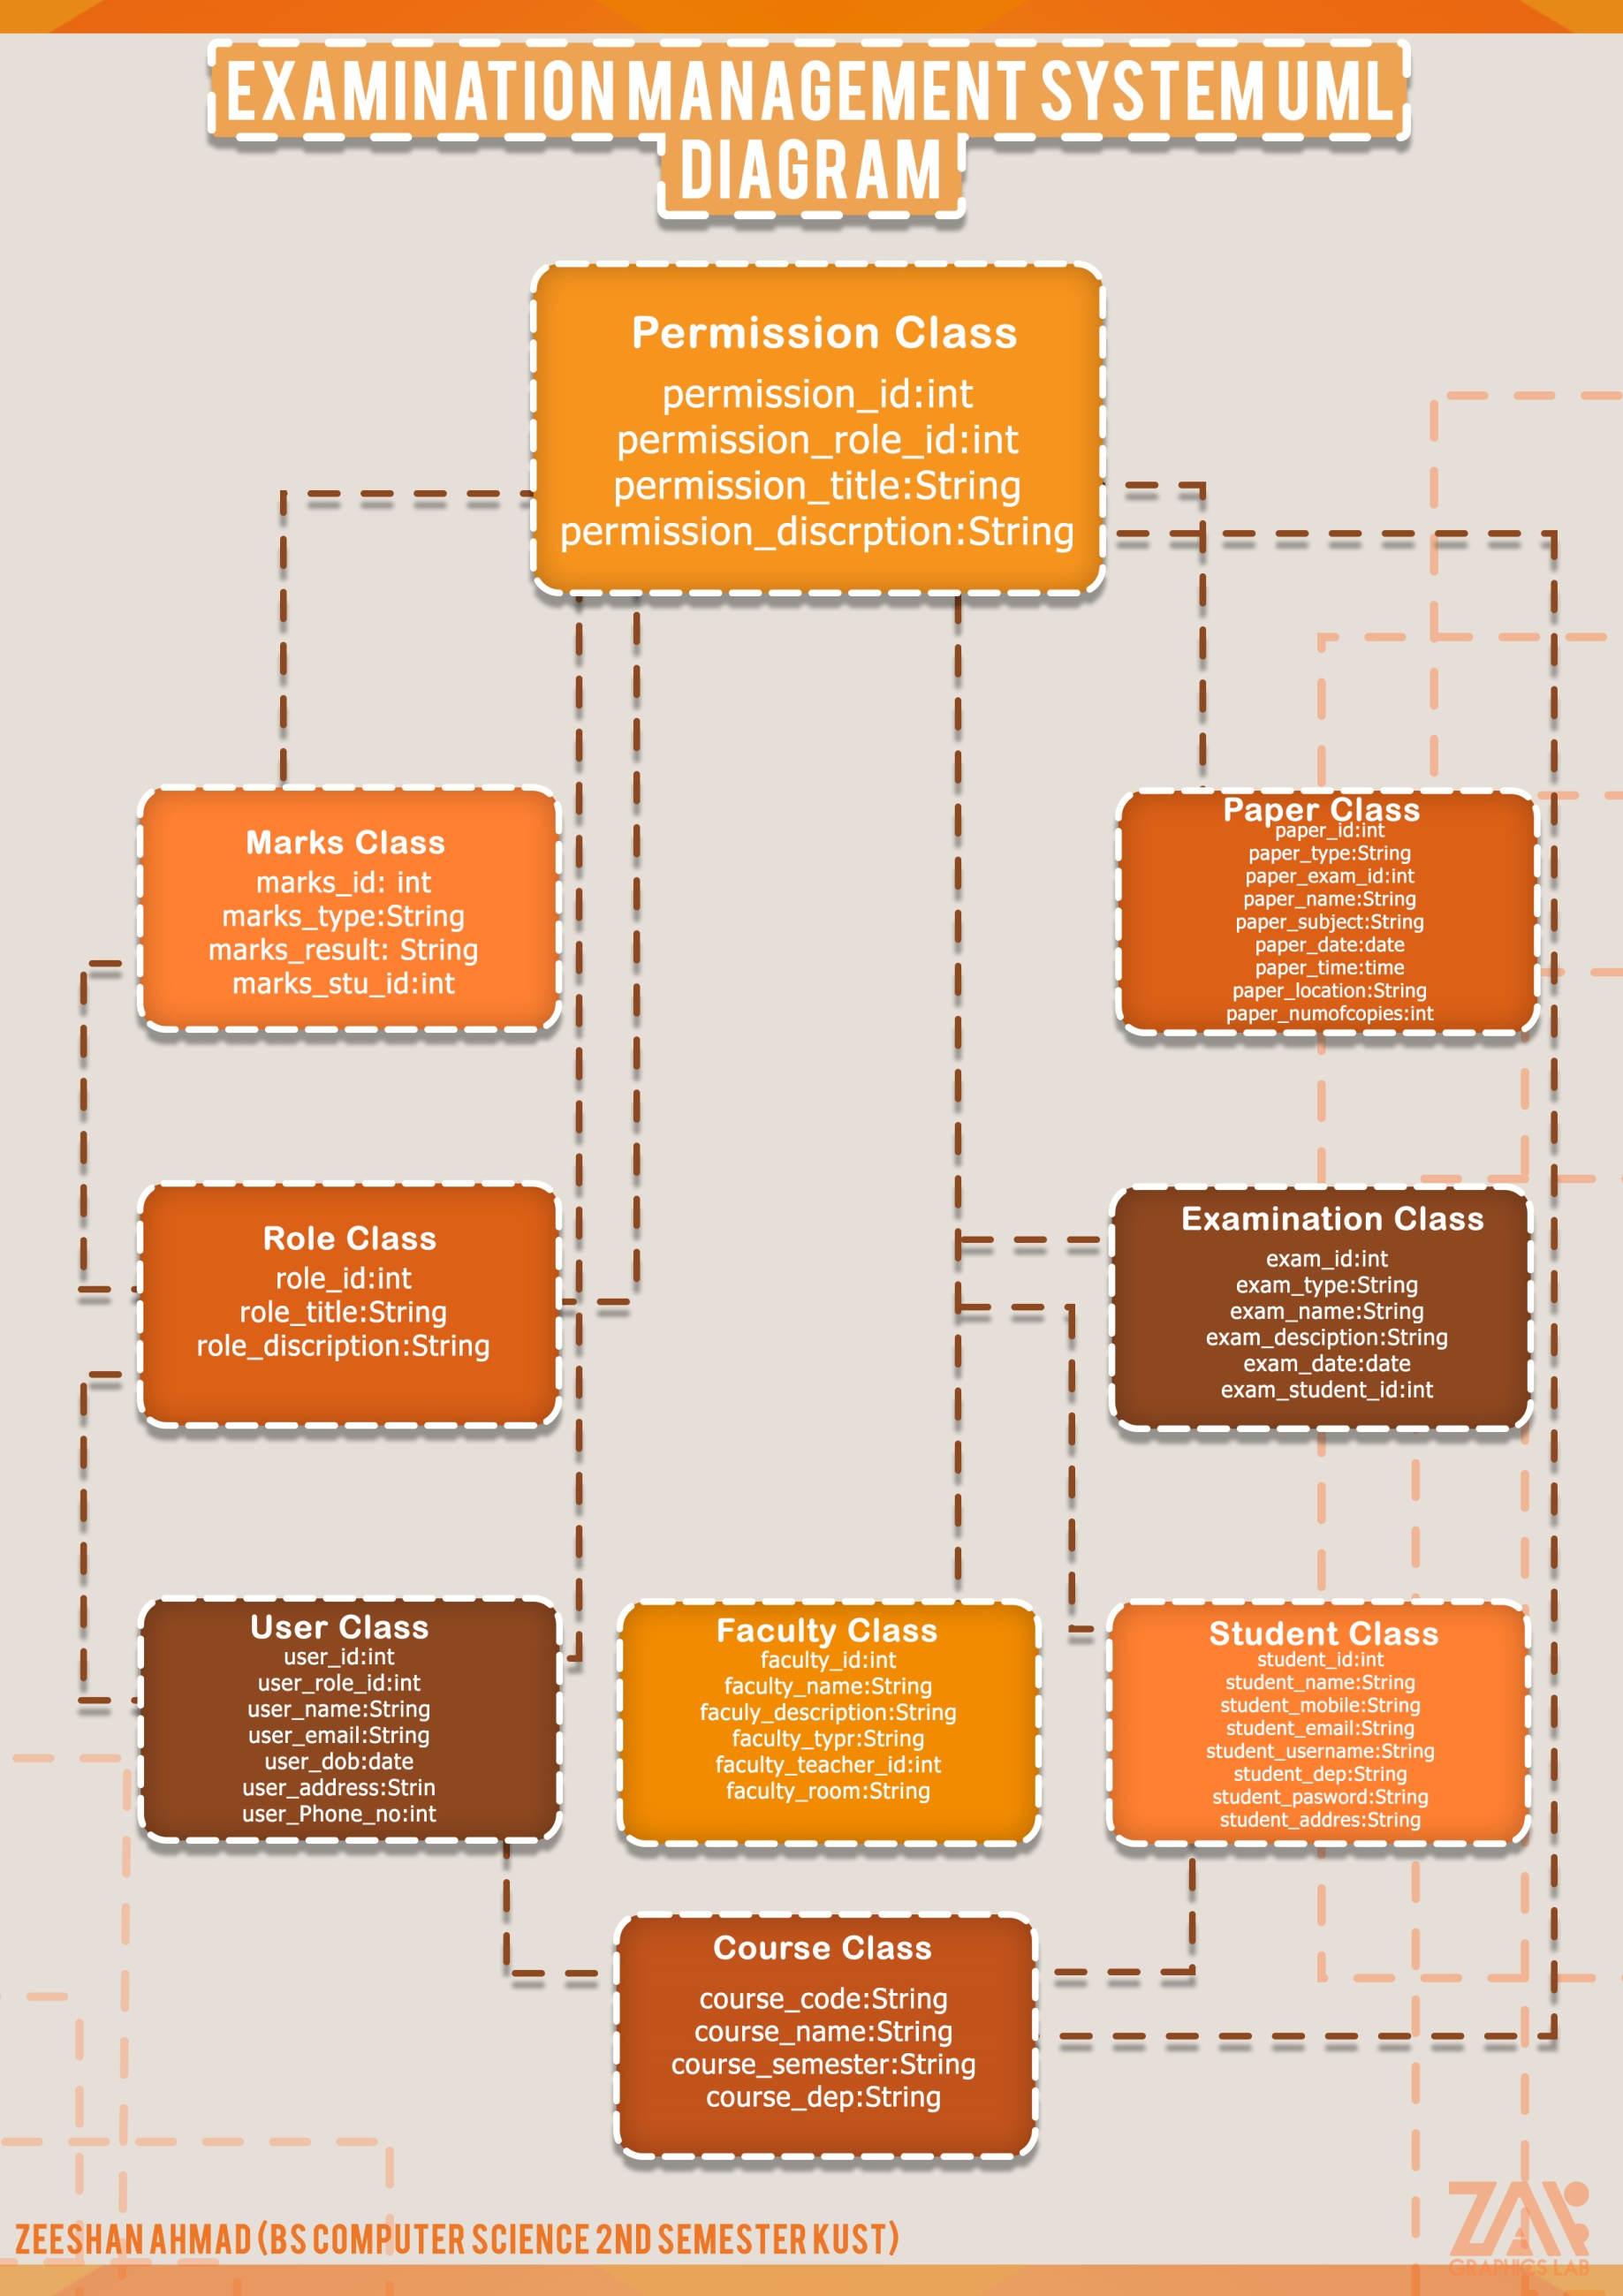 EXAMINATION MANAGEMENT SYSTEM UML
DIAGRAM
Permission Class
permission_id:int
permission_role_id:int
permission_title:String
permission_discrption:String
Marks Class
marks_id: int
marks_type:String
marks_result: String
marks_stu_id:int
Paper Class
paper_id:int
paper_type:String
paper_exam_id:int
paper_name:String
paper_subject:String
paper_date:date
paper_time:time
paper_location:String
paper_numofcopies:int
Role Class
role_id:int
role_title:String
role_discription:String
Examination Class
exam_id:int
exam_type:String
exam_name:String
exam_desciption:String
exam_date:date
exam_student_id:int
User Class
user_id:int
user_role_id:int
user_name:String
user_email:String
user_dob:date
user_address:Strin
user_Phone_no:int
Faculty Class
faculty_id:int
faculty_name:String
faculy_description:String
faculty_typr:String
faculty_teacher_id:int
faculty_room:String
Student Class
student_id:int
student_name:String
student_mobile:String
student_email:String
student_username:String
student_dep:String
student_pasword:String
student_addres:String
Course Class
course_code:String
course_name:String
course_semester:String
course_dep:String
ZEESHAN AHMAD (BS COMPUTER SCIENCE 2ND SEMESTER KUST)
ZAR
GRAPHICS LAB